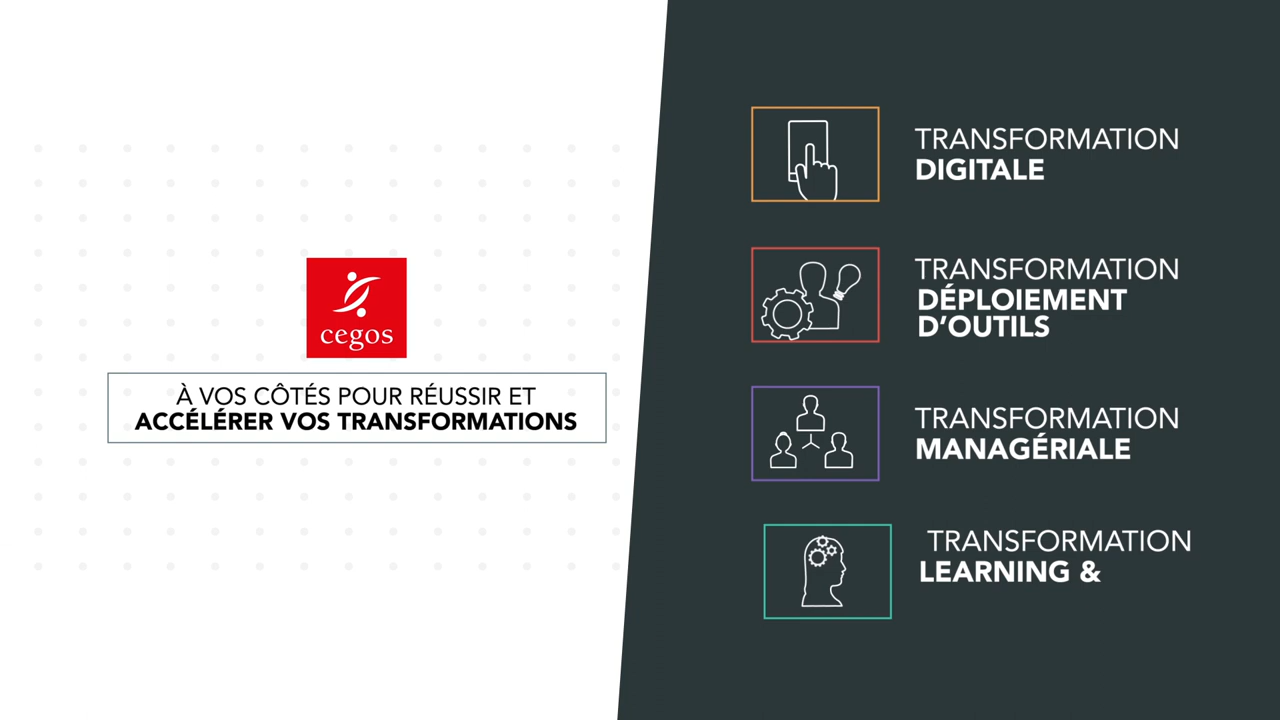 cegos
À VOS CÔTÉS POUR RÉUSSIR ET
ACCÉLÉRER VOS TRANSFORMATIONS
TRANSFORMATION
DIGITALE
TRANSFORMATION
DÉPLOIEMENT
D’OUTILS
TRANSFORMATION
MANAGÉRIALE
TRANSFORMATION
LEARNING &